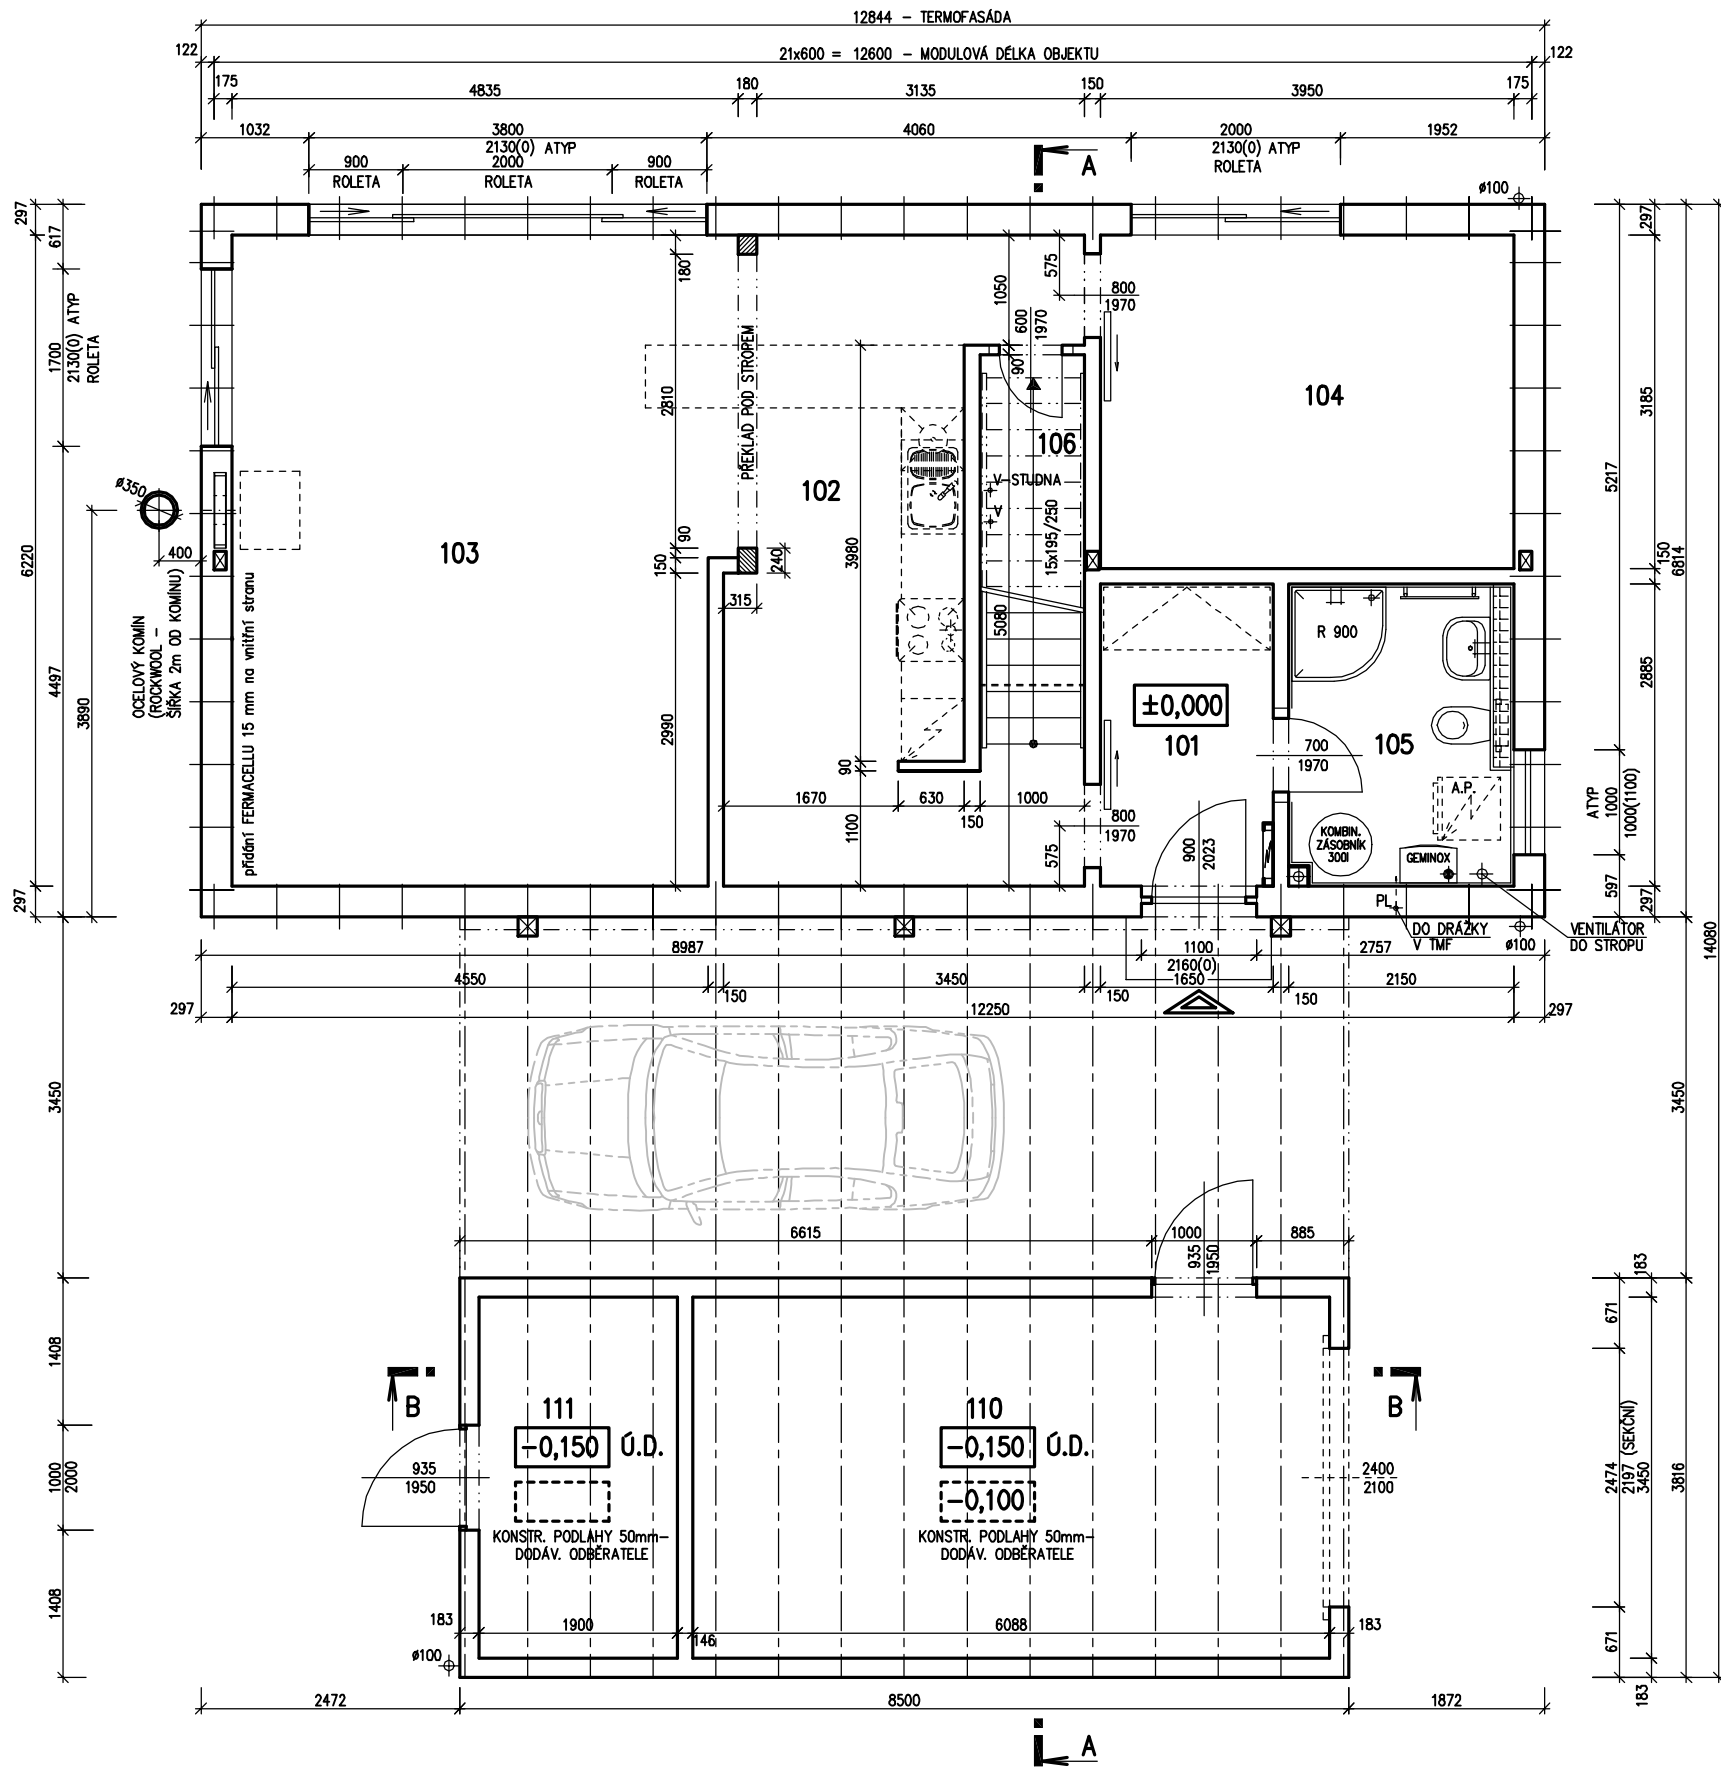 12844 - TERMOFASÁDA
122
21x600 = 12600 - MODULOVÁ DÉLKA OBJEKTU
122
175
4835
180
3135
150
3950
175
1032
3800
2130(0) ATYP
4060
2000
2130(0) ATYP
ROLETA
1952
900
ROLETA
2000
ROLETA
900
ROLETA
A
ø100
297
617
1700
2130(0) ATYP
ROLETA
6220
4497
3890
297
ø350
400
OCELOVÝ KOMÍN
(ROCKWOOL -
ŠÍŘKA 2m OD KOMÍNU)
přidání FERMACELLU 15 mm na vnitřní stranu
103
180
2810
PŘEKLAD POD STROPEM
90
150
240
315
2990
102
3980
1050
90
600
1970
575
800
1970
106
V-STUDNA
V
15x195/250
5080
104
R 900
±0,000
101
700
1970
105
A.P.
KOMBIN.
ZÁSOBNÍK
300l
GEMINOX
90
1670
630
150
1000
1100
575
800
1970
900
2023
PL
DO DRÁŽKY
V TMF
ø100
VENTILÁTOR
DO STROPU
297
3185
5217
150
6814
2885
ATYP
1000
1000(1100)
597
297
14080
8987
1100
2160(0)
2757
4550
150
3450
150
1650
150
2150
297
12250
297
3450
3450
6615
1000
935
1950
885
183
671
1408
B
B
111
-0,150 Ú.D.
110
-0,150 Ú.D.
-0,100
935
1950
1000
2000
2400
2100
2474
2197 (SEKČNÍ)
3450
3816
KONSTR. PODLAHY 50mm-
DODÁV. ODBĚRATELE
KONSTR. PODLAHY 50mm-
DODÁV. ODBĚRATELE
1408
183
1900
146
6088
183
ø100
671
183
2472
8500
1872
A